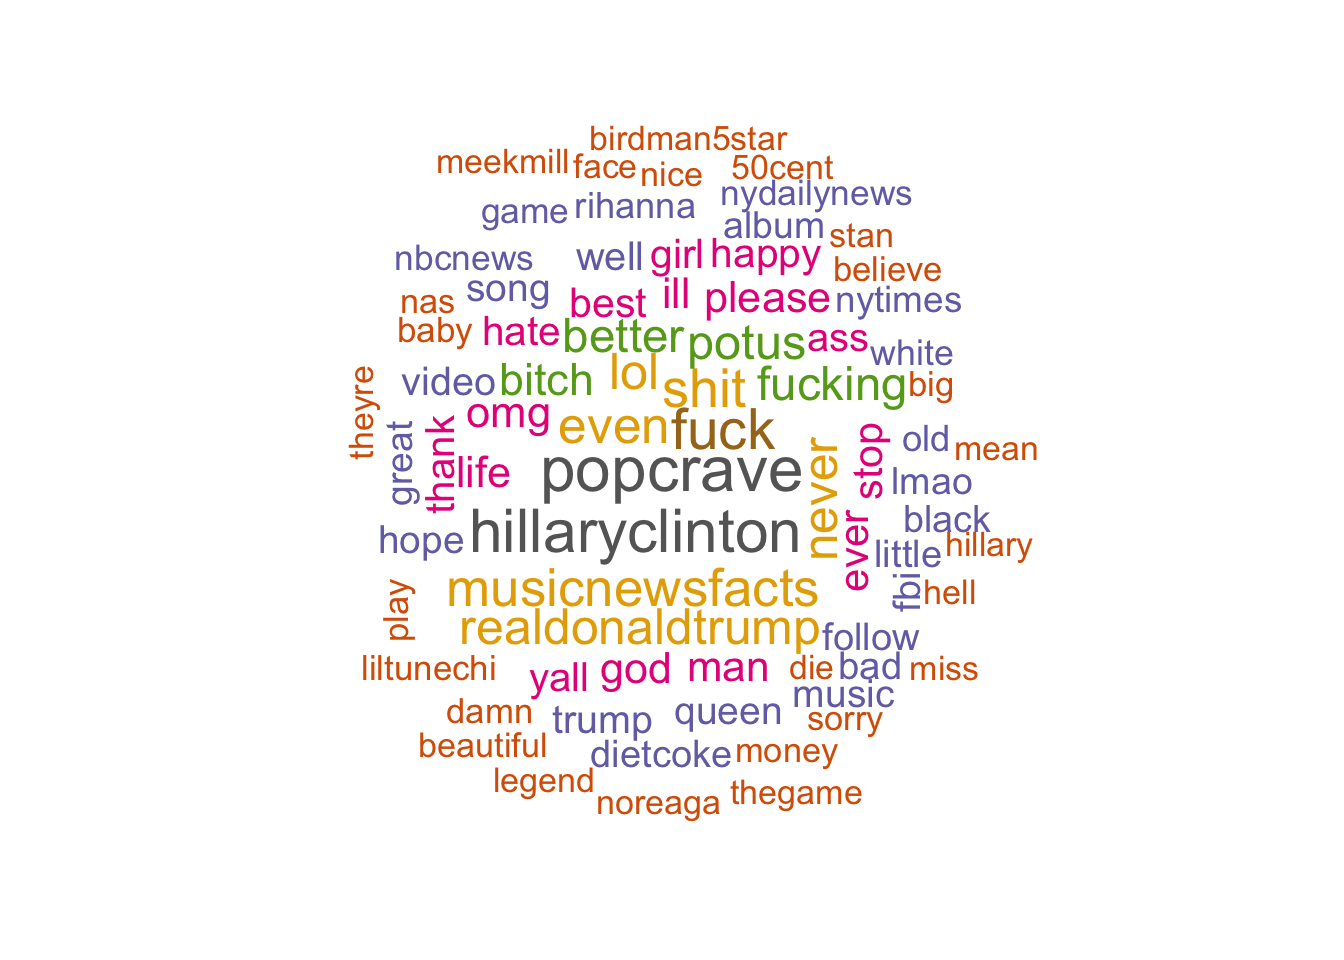 birdman5star
meekmill face nice 50cent
game rihanna nydailynews
album stan
nbcnews well girl happy believe
nas song best ill please nytimes
baby hate better potus ass white
theyre video bitch lol shit fucking big
great thank omg even fuck never stop old mean
life popcrave lmao
hope hillaryclinton ever black
little hillary
play musicnewsfacts fbi hell
realdonaldtrump follow
liltunechi yall god man die bad miss
damn trump queen music sorry
beautiful dietcoke money
legend noreaga thegame